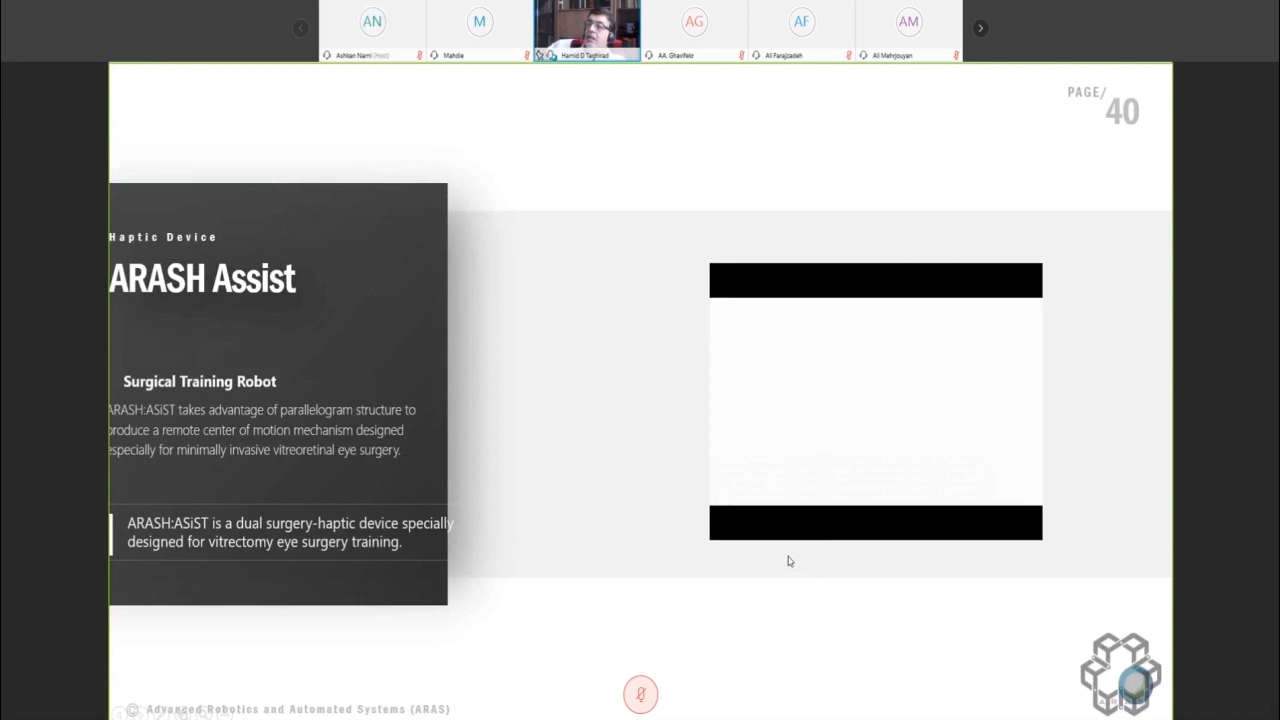 AN
M
AG
AF
AM
Ashkan Nami (Host)
Mahdie
Hamid D Taghirad
AA. Ghavifekr
Ali Farajzadeh
Ali Mehrjouyan
PAGE/
40
Haptic Device
ARASH Assist
Surgical Training Robot
ARASH:ASiST takes advantage of parallelogram structure to
produce a remote center of motion mechanism designed
especially for minimally invasive vitreoretinal eye surgery.
ARASH:ASiST is a dual surgery-haptic device specially
designed for vitrectomy eye surgery training.
© Advanced Robotics and Automated Systems (ARAS)
ARAS